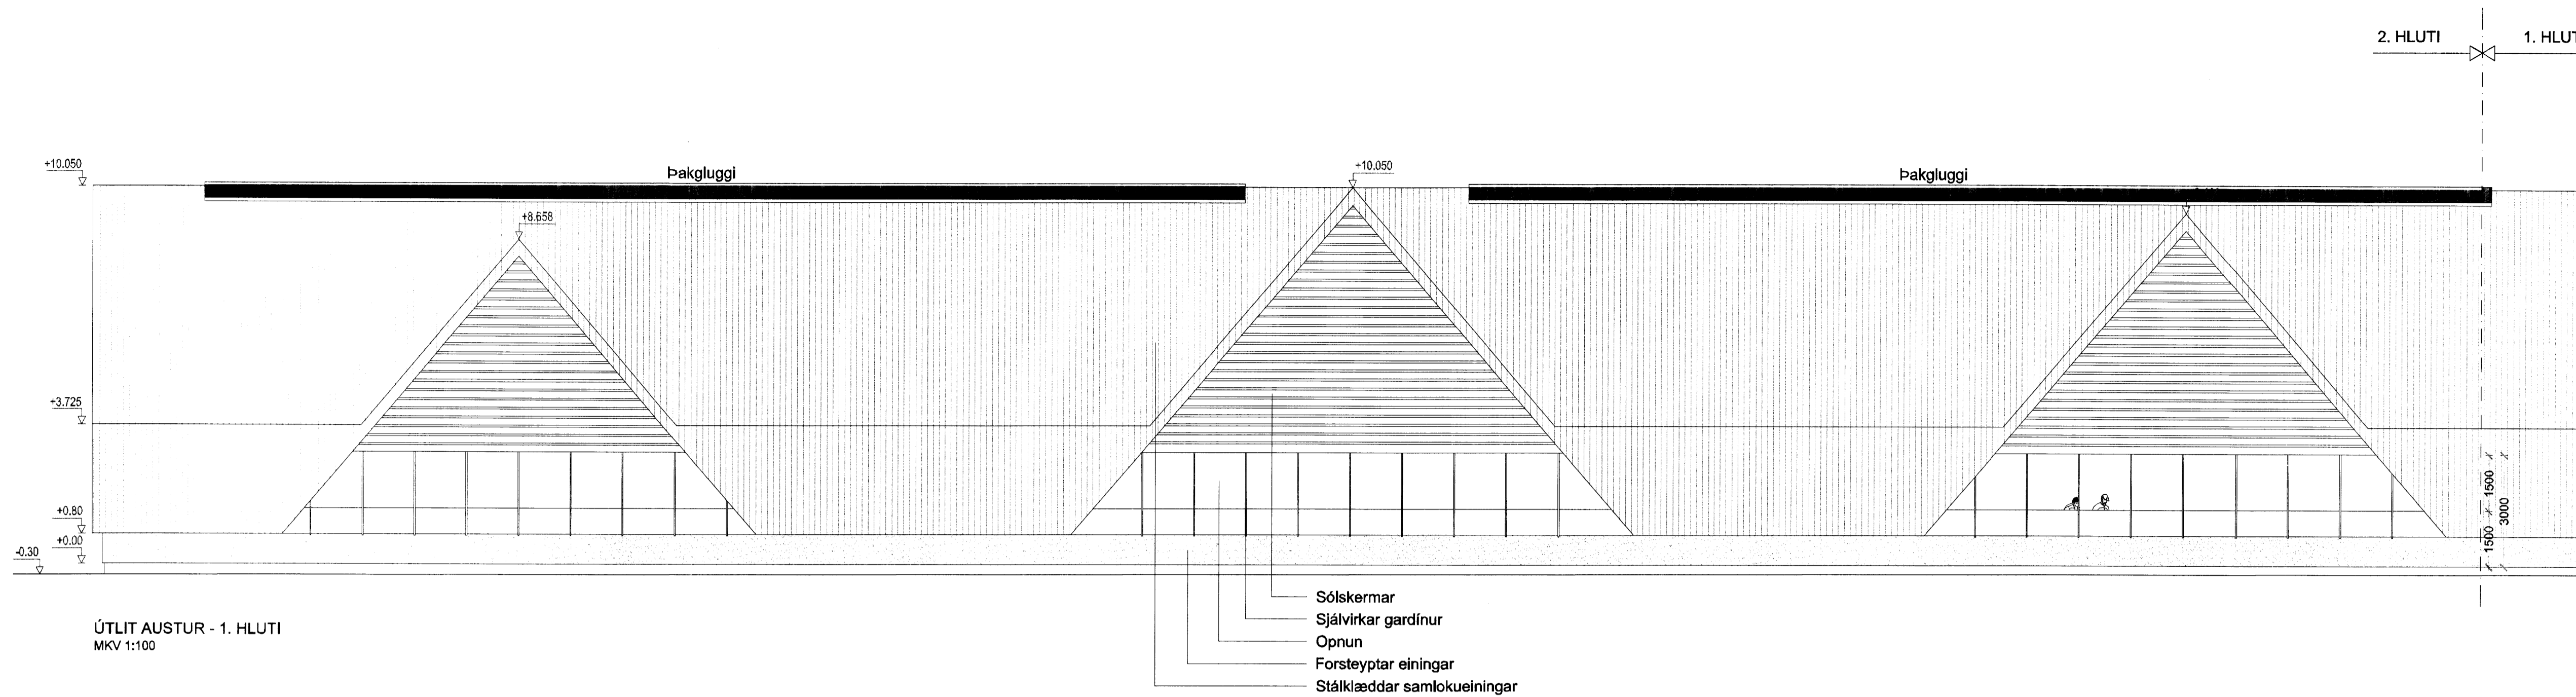 2. HLUTI
1. HLUT
+10.050
Þakgluggi
+10.050
Þakgluggi
+8.658
+3.725
+0.80
+0.00
-0.30
1500
1500
3000
Sólskermar
Sjálvirkar gardínur
Opnun
Forsteyptar einingar
Stálklæddar samlokueiningar
ÚTLIT AUSTUR - 1. HLUTI
MKV 1:100